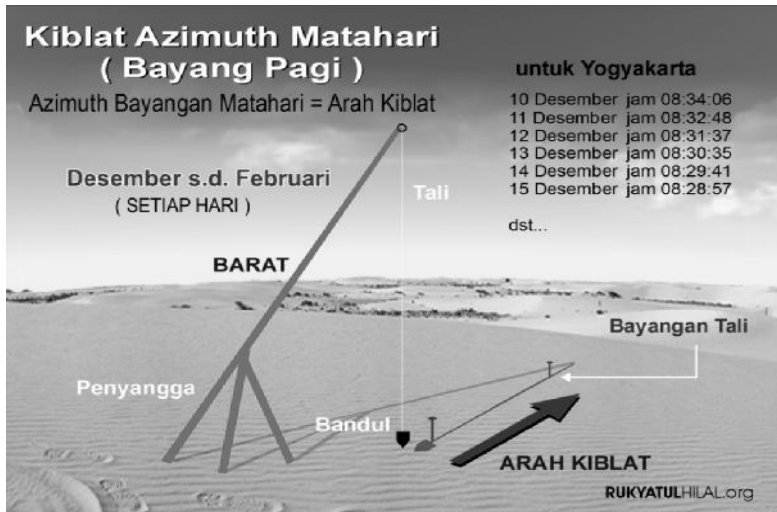 Kiblat Azimuth Matahari
( Bayang Pagi )
Azimuth Bayangan Matahari = Arah Kiblat
untuk Yogyakarta
10 Desember jam 08:34:06
11 Desember jam 08:32:48
12 Desember jam 08:31:37
13 Desember jam 08:30:35
14 Desember jam 08:29:41
15 Desember jam 08:28:57
dst...
Desember s.d. Februari
( SETIAP HARI )
Tali
BARAT
Bayangan Tali
Penyangga
Bandul
ARAH KIBLAT
RUKYATULHILAL.org